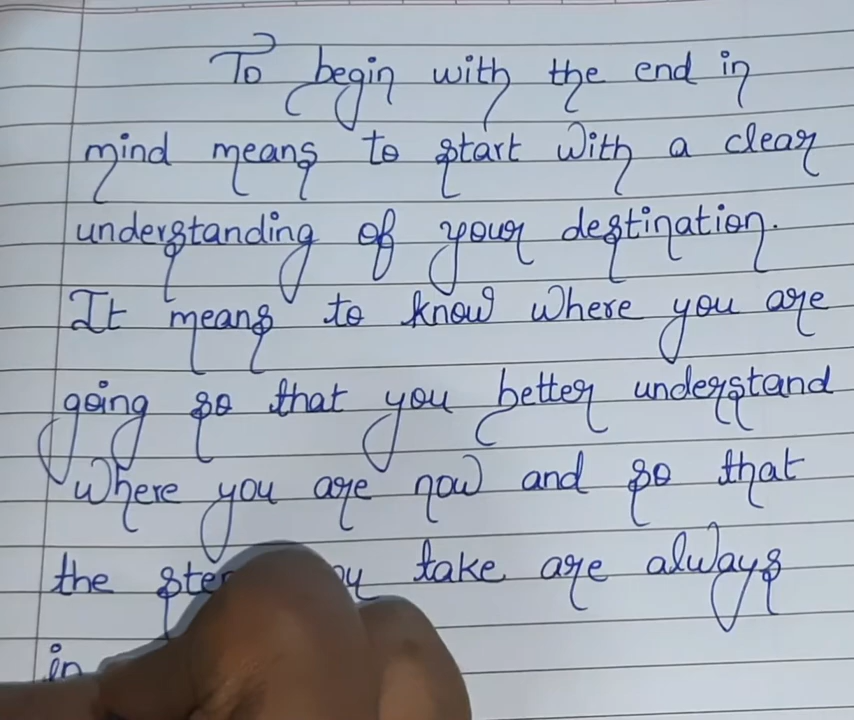 To begin with the end in
mind means to start with a clear
understanding of your destination.
It means to know where you are
going so that you better understand
where you are now and so that
the take are always
in